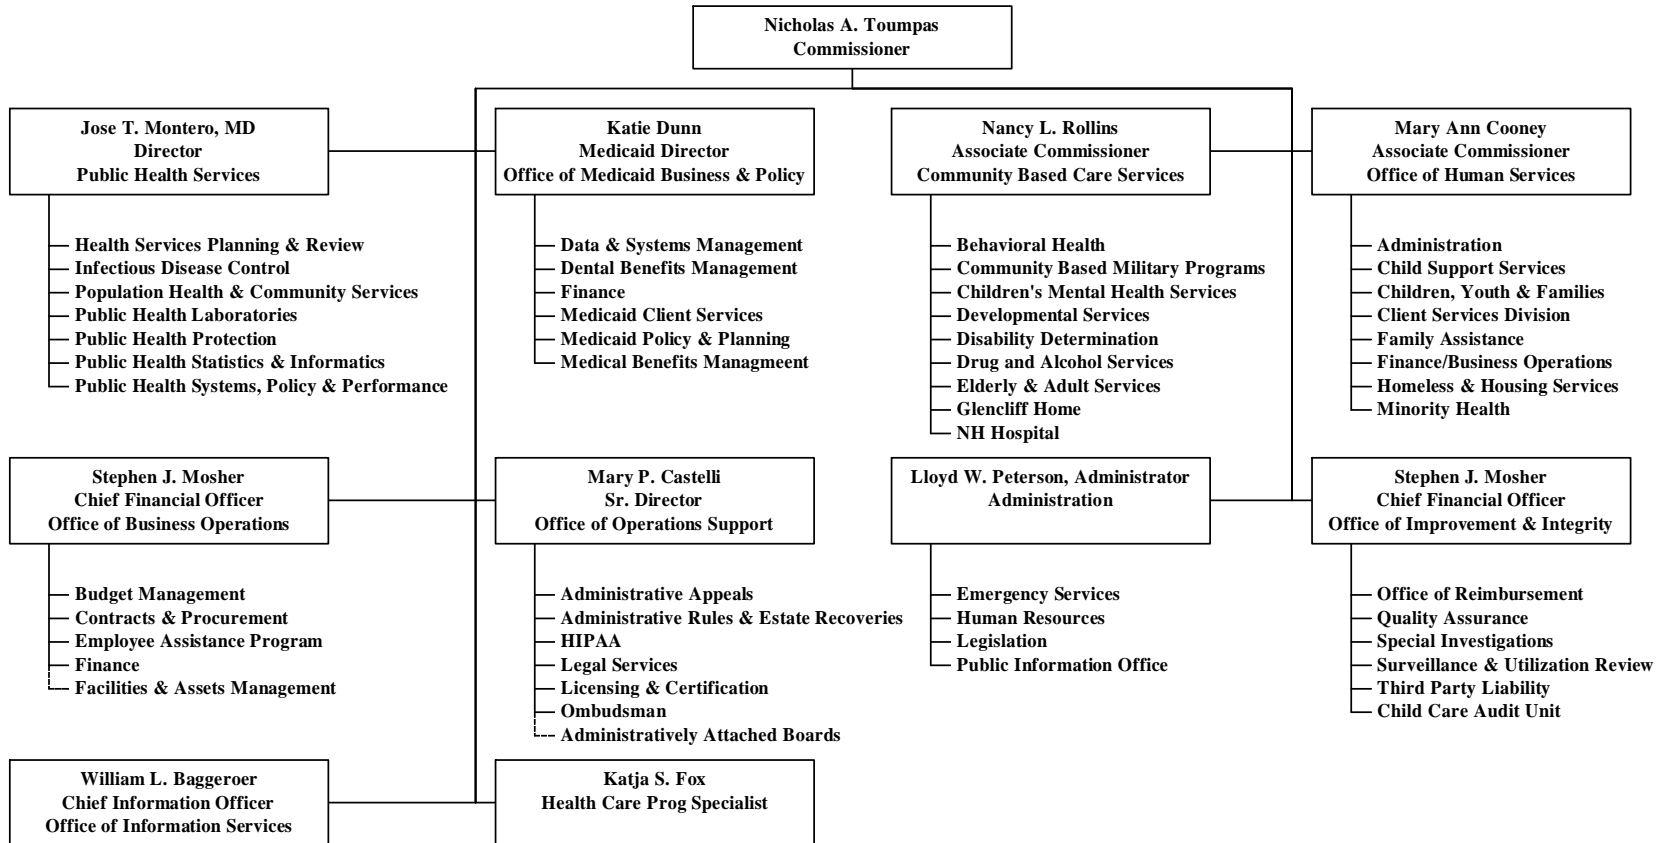 Nicholas A. Toumpas
Commissioner
Jose T. Montero, MD
Director
Public Health Services
Health Services Planning & Review
Infectious Disease Control
Population Health & Community Services
Public Health Laboratories
Public Health Protection
Public Health Statistics & Informatics
Public Health Systems, Policy & Performance
Katie Dunn
Medicaid Director
Office of Medicaid Business & Policy
Data & Systems Management
Dental Benefits Management
Finance
Medicaid Client Services
Medicaid Policy & Planning
Medical Benefits Managmeent
Nancy L. Rollins
Associate Commissioner
Community Based Care Services
Behavioral Health
Community Based Military Programs
Children's Mental Health Services
Developmental Services
Disability Determination
Drug and Alcohol Services
Elderly & Adult Services
Glencliff Home
NH Hospital
Mary Ann Cooney
Associate Commissioner
Office of Human Services
Administration
Child Support Services
Children, Youth & Families
Client Services Division
Family Assistance
Finance/Business Operations
Homeless & Housing Services
Minority Health
Stephen J. Mosher
Chief Financial Officer
Office of Business Operations
Budget Management
Contracts & Procurement
Employee Assistance Program
Finance
Facilities & Assets Management
Mary P. Castelli
Sr. Director
Office of Operations Support
Administrative Appeals
Administrative Rules & Estate Recoveries
HIPAA
Legal Services
Licensing & Certification
Ombudsman
Administratively Attached Boards
Lloyd W. Peterson, Administrator
Administration
Emergency Services
Human Resources
Legislation
Public Information Office
Stephen J. Mosher
Chief Financial Officer
Office of Improvement & Integrity
Office of Reimbursement
Quality Assurance
Special Investigations
Surveillance & Utilization Review
Third Party Liability
Child Care Audit Unit
William L. Baggeroer
Chief Information Officer
Office of Information Services
Katja S. Fox
Health Care Prog Specialist